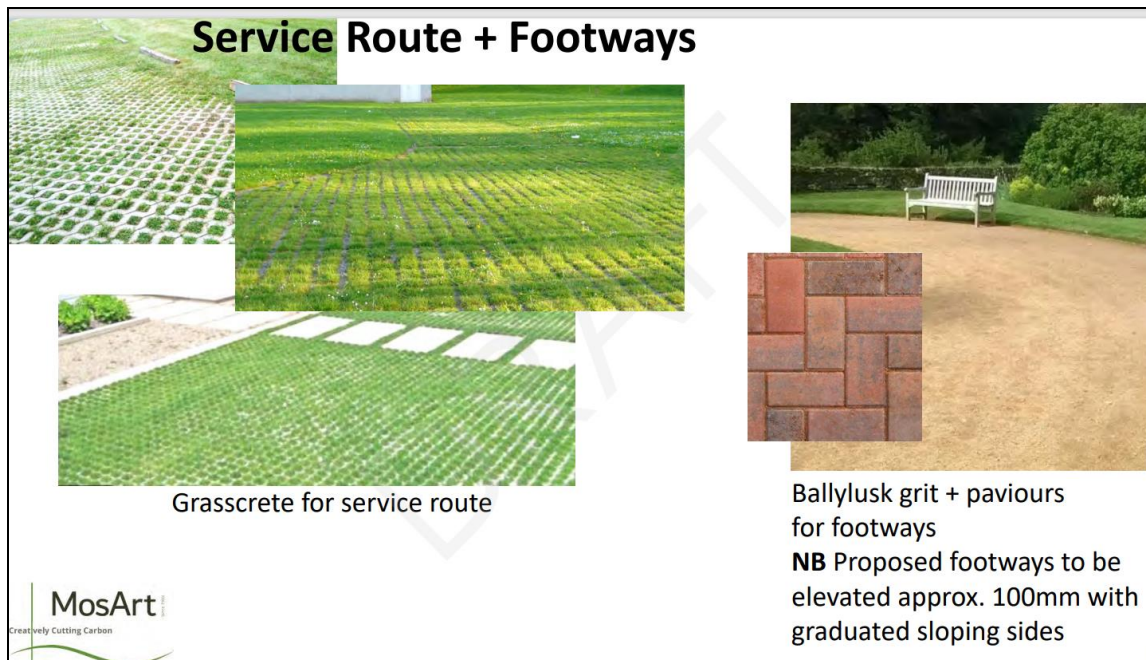 Service Route + Footways
DRAFT
Grasscrete for service route
Ballylusk grit + paviours
for footways
NB Proposed footways to be
elevated approx. 100mm with
graduated sloping sides
MosArt
Creatively Cutting Carbon